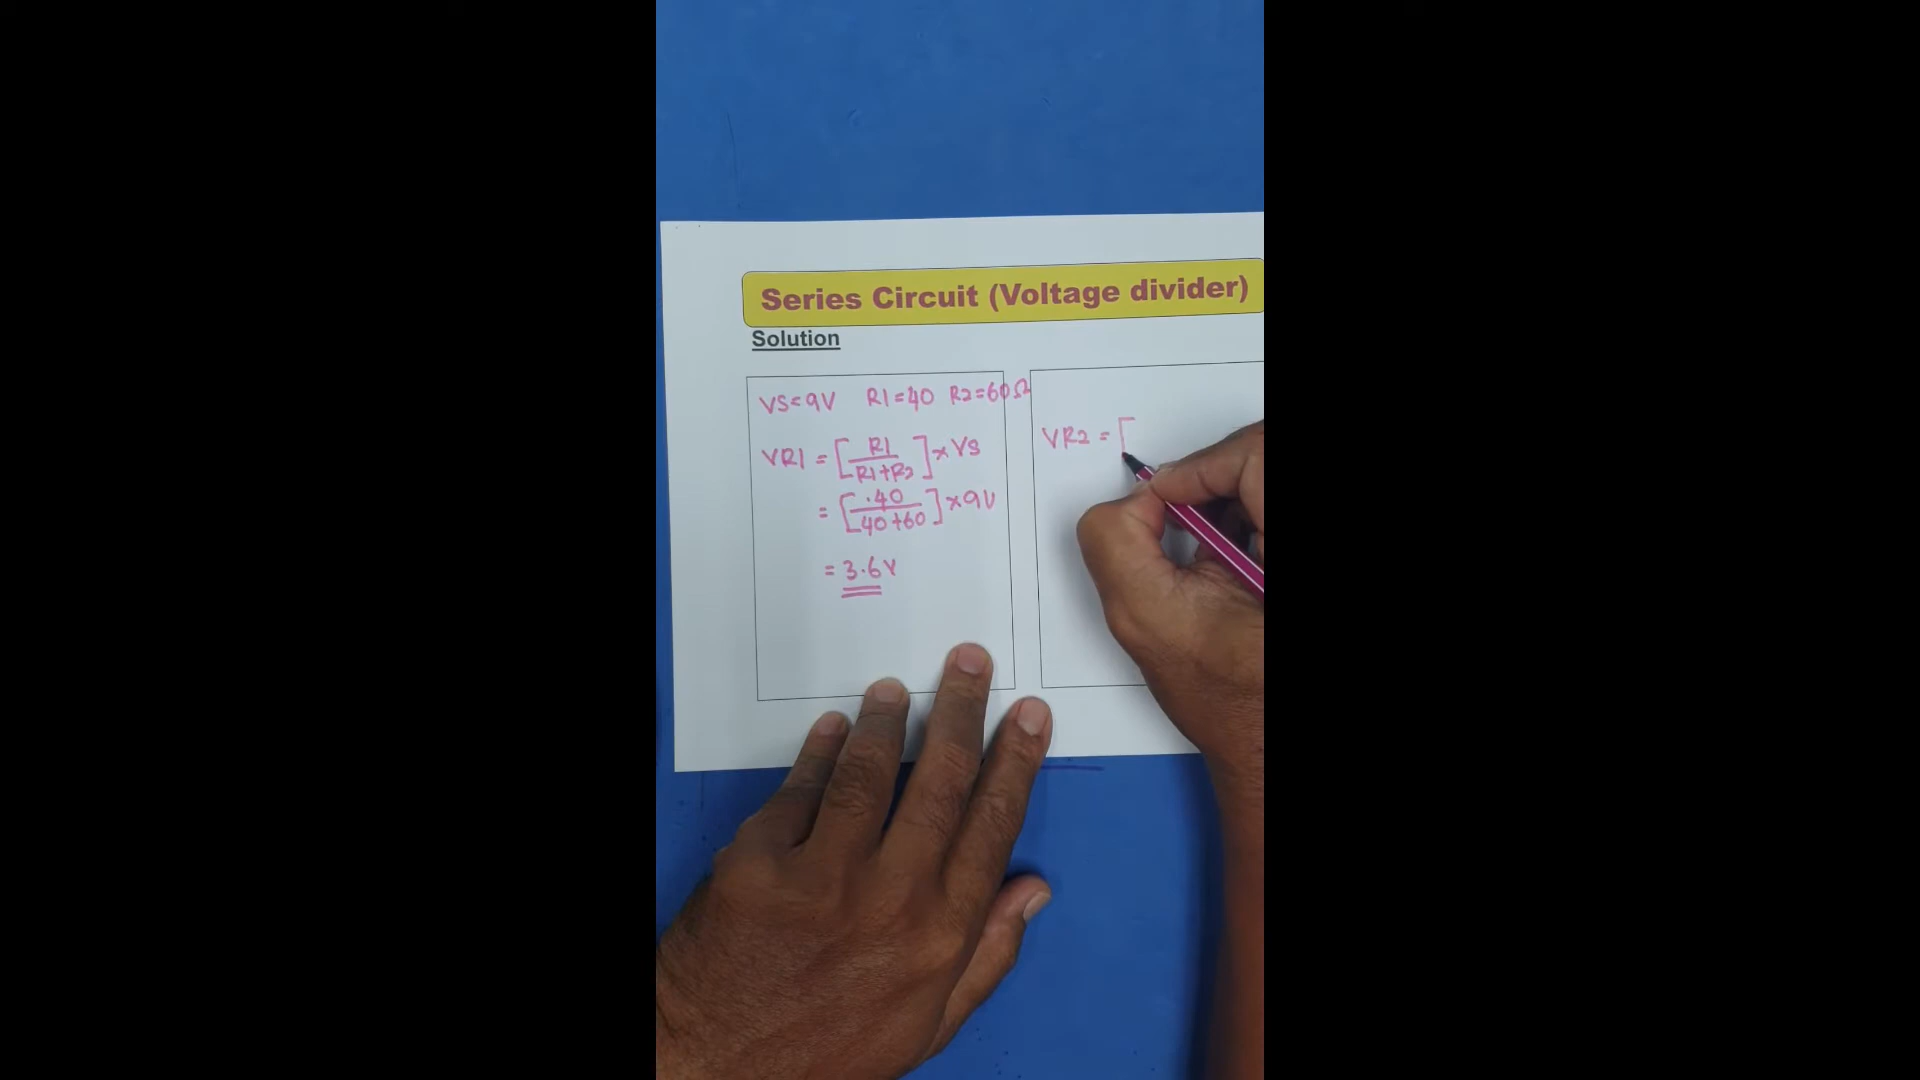 Series Circuit (Voltage divider)
Solution
VS=9V R1=40 R2=60Ω
VR1 = [R1/R1+R2] × VS
= [.40/40+60] × 9V
= 3.6V
VR2 = [